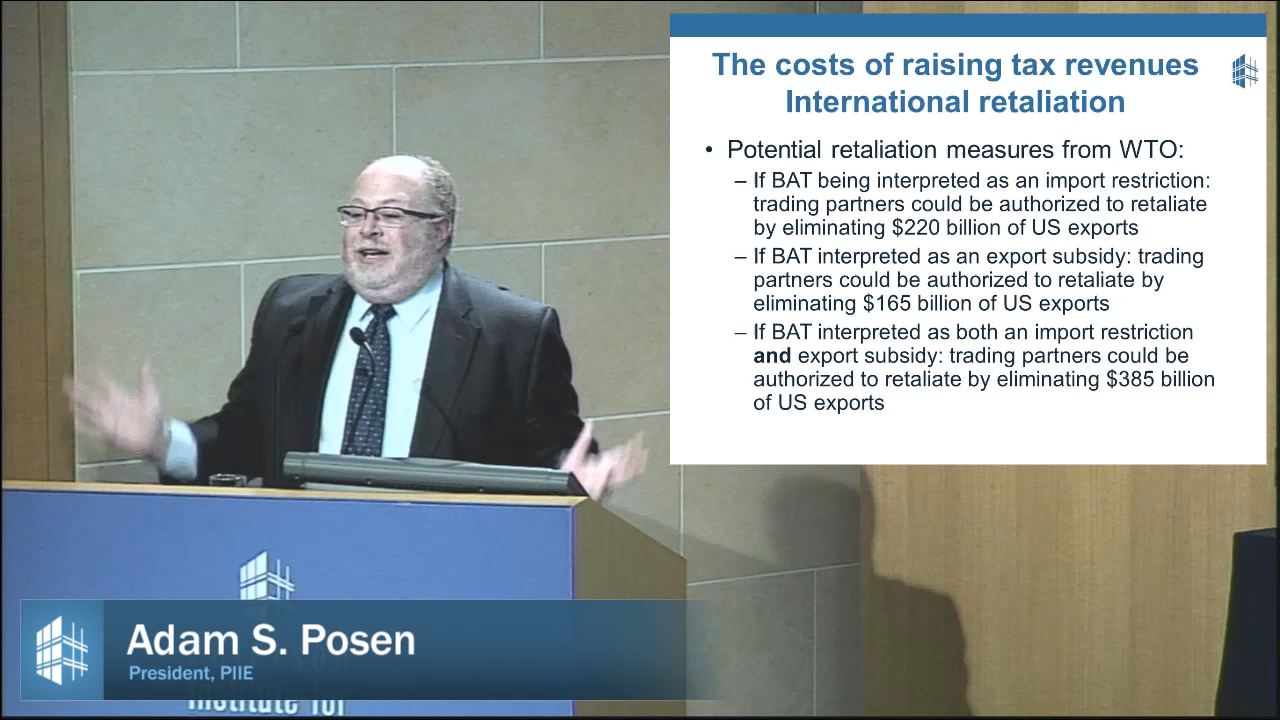 The costs of raising tax revenues
International retaliation
• Potential retaliation measures from WTO:
– If BAT being interpreted as an import restriction:
trading partners could be authorized to retaliate
by eliminating $220 billion of US exports
– If BAT interpreted as an export subsidy: trading
partners could be authorized to retaliate by
eliminating $165 billion of US exports
– If BAT interpreted as both an import restriction
and export subsidy: trading partners could be
authorized to retaliate by eliminating $385 billion
of US exports
Adam S. Posen
President, PIIE
Institute for